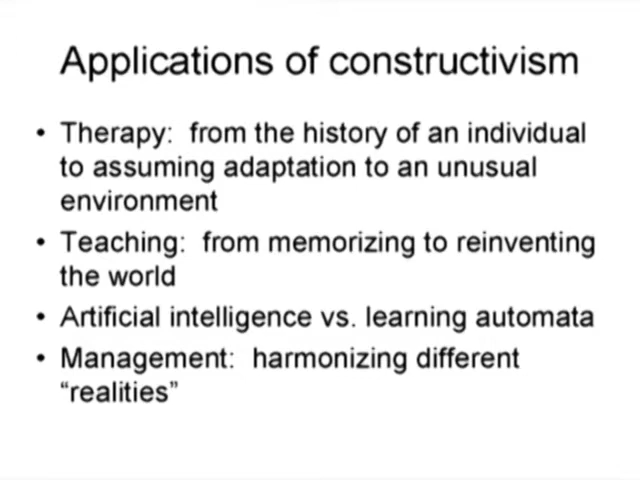 Applications of constructivism
• Therapy: from the history of an individual
to assuming adaptation to an unusual
environment
• Teaching: from memorizing to reinventing
the world
• Artificial intelligence vs. learning automata
• Management: harmonizing different
“realities”